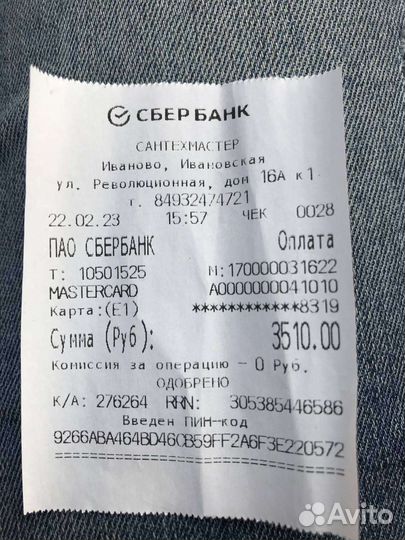 СБЕР БАНК
САНТЕХМАСТЕР
Иваново, Ивановская
ул. Революционная, дом 16А к1
т. 84932474721
22.02.23 15:57 ЧЕК 0028
ПАО СБЕРБАНК Оплата
Т: 10501525 М:170000031622
MASTERCARD A0000000041010
Карта:(E1) ************8319
Сумма (Руб): 3510.00
Комиссия за операцию - 0 Руб.
ОДОБРЕНО
К/А: 276264 RRN: 305385446586
Введен ПИН-код
9266ABA464BD460B59FF2A6F3E220572
================================
Avito